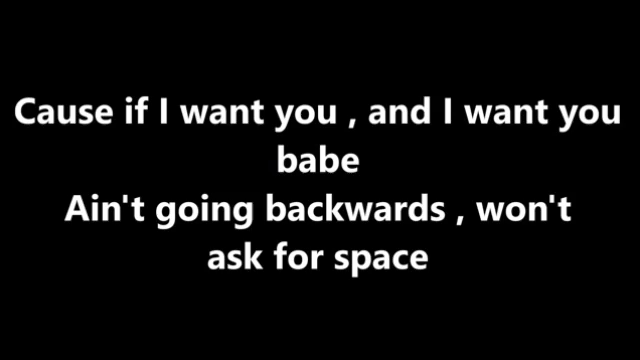 Cause if I want you , and I want you
babe
Ain't going backwards , won't
ask for space